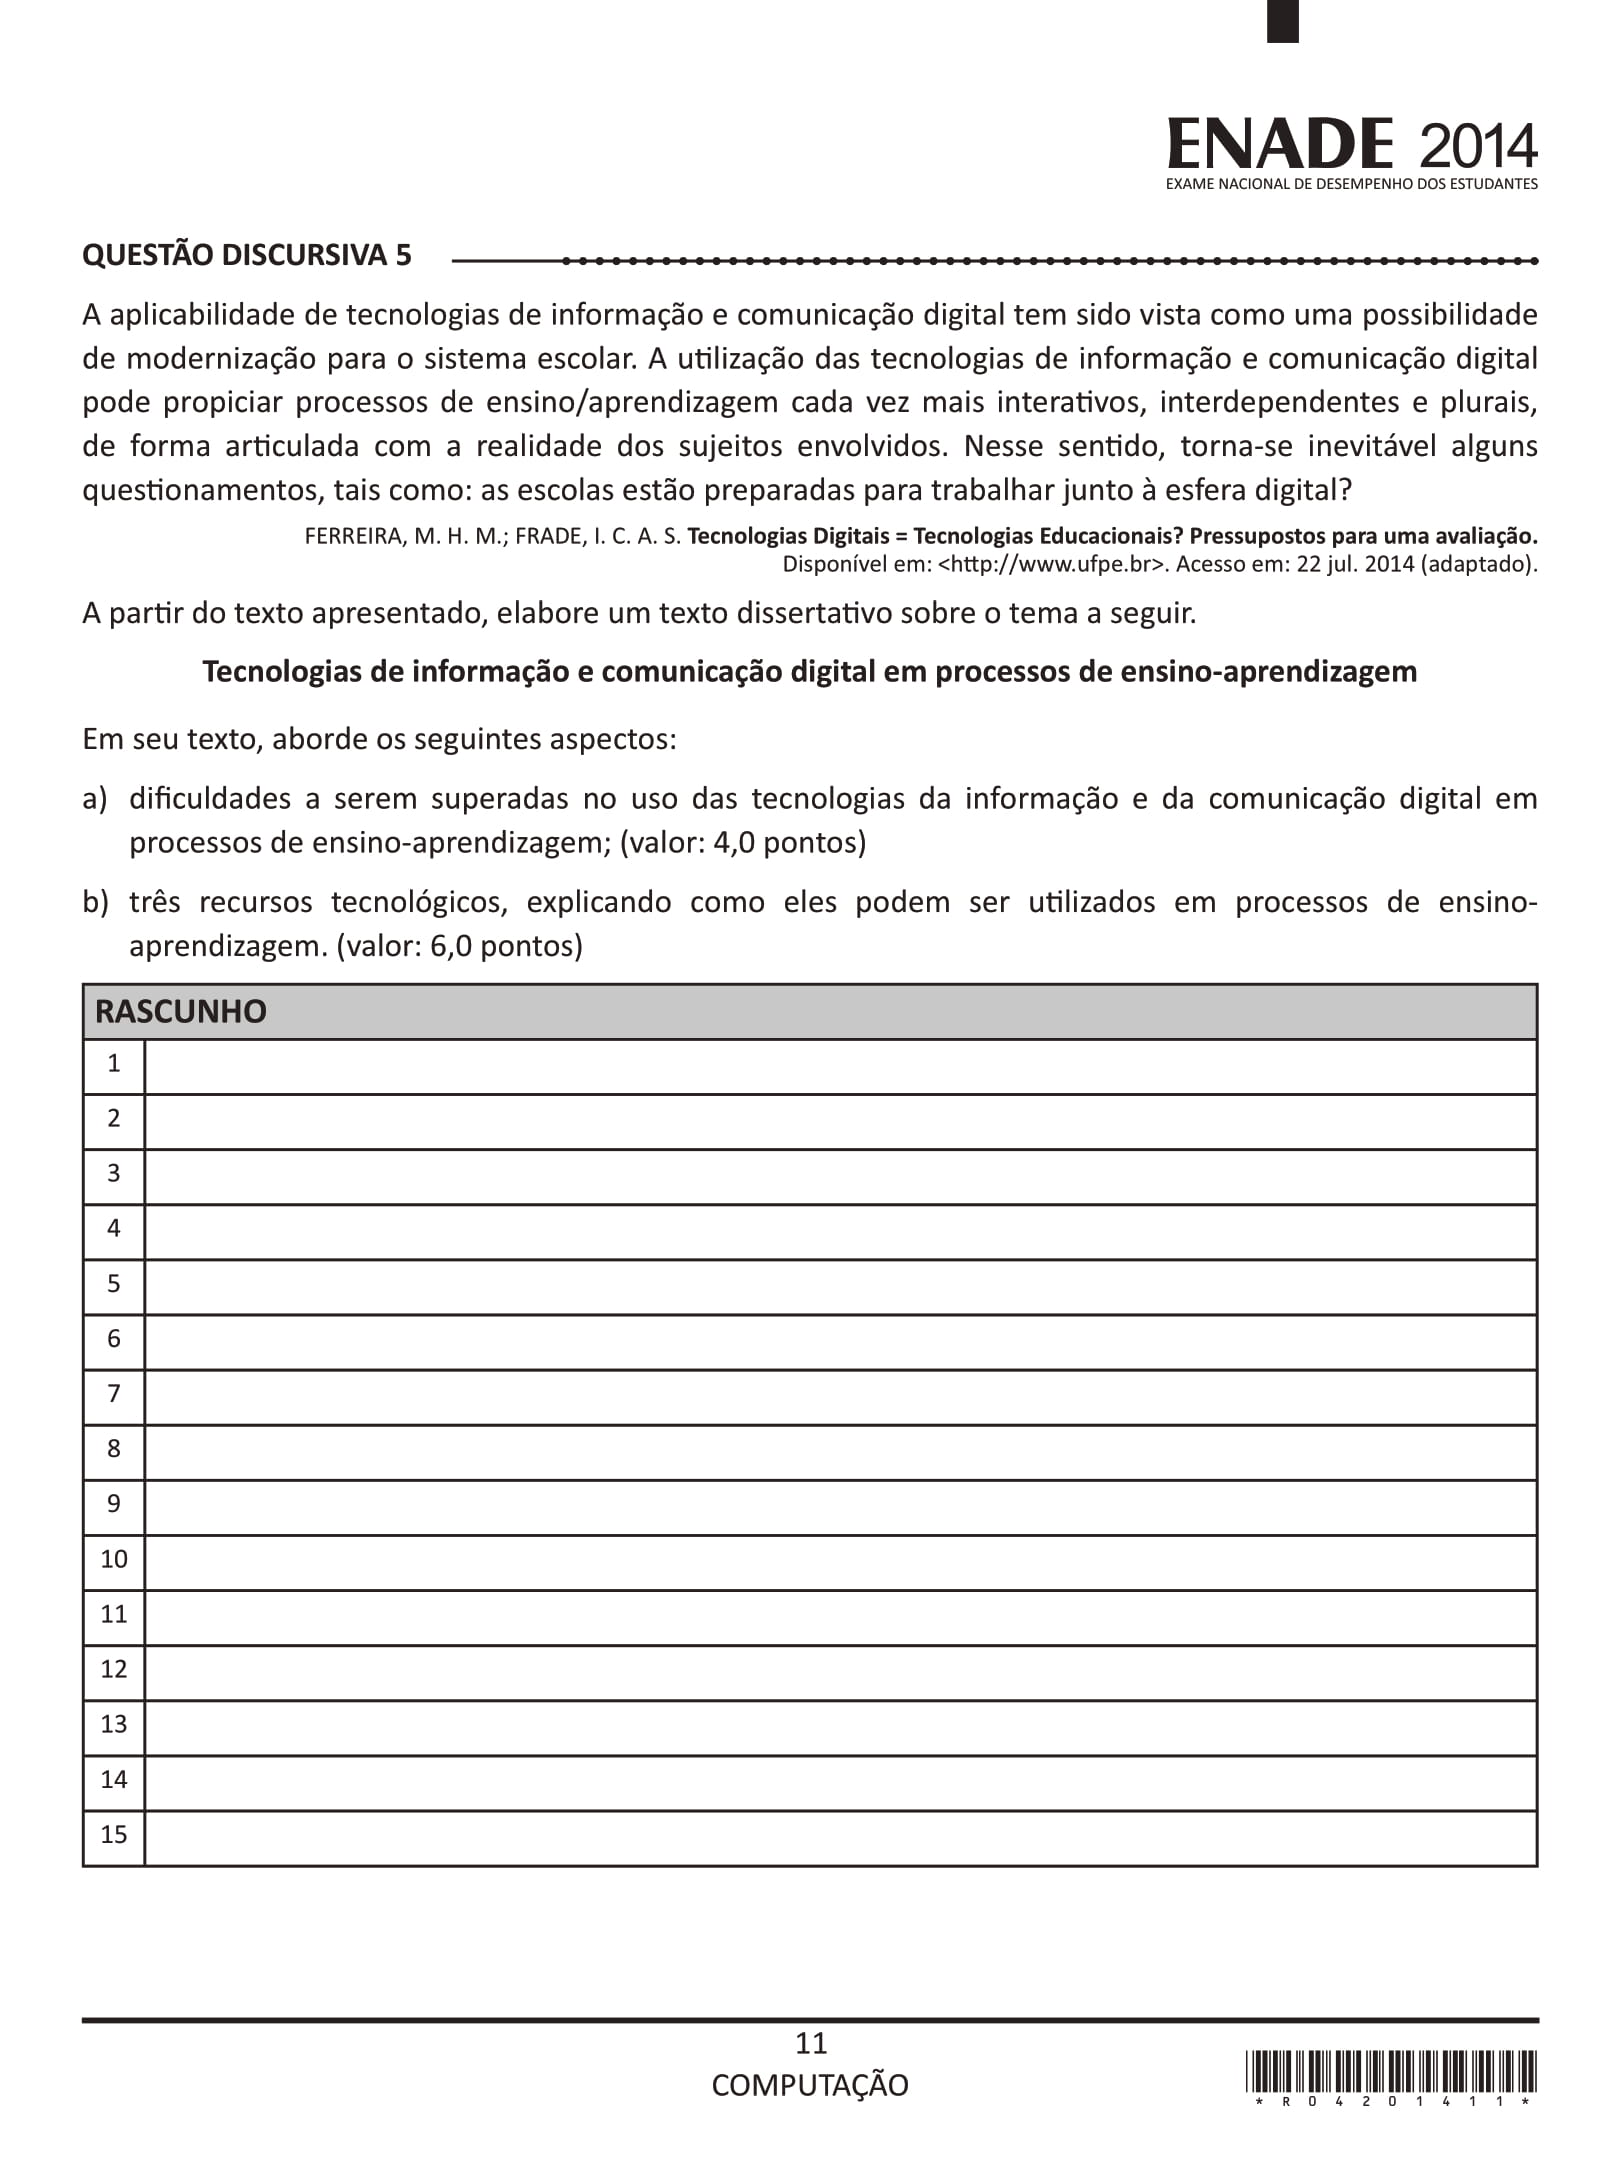 ENADE 2014
EXAME NACIONAL DE DESEMPENHO DOS ESTUDANTES
QUESTÃO DISCURSIVA 5
A aplicabilidade de tecnologias de informação e comunicação digital tem sido vista como uma possibilidade
de modernização para o sistema escolar. A utilização das tecnologias de informação e comunicação digital
pode propiciar processos de ensino/aprendizagem cada vez mais interativos, interdependentes e plurais,
de forma articulada com a realidade dos sujeitos envolvidos. Nesse sentido, torna-se inevitável alguns
questionamentos, tais como: as escolas estão preparadas para trabalhar junto à esfera digital?
FERREIRA, M. H. M.; FRADE, I. C. A. S. Tecnologias Digitais = Tecnologias Educacionais? Pressupostos para uma avaliação.
Disponível em: <http://www.ufpe.br>. Acesso em: 22 jul. 2014 (adaptado).
A partir do texto apresentado, elabore um texto dissertativo sobre o tema a seguir.
Tecnologias de informação e comunicação digital em processos de ensino-aprendizagem
Em seu texto, aborde os seguintes aspectos:
a) dificuldades a serem superadas no uso das tecnologias da informação e da comunicação digital em
processos de ensino-aprendizagem; (valor: 4,0 pontos)
b) três recursos tecnológicos, explicando como eles podem ser utilizados em processos de ensino-
aprendizagem. (valor: 6,0 pontos)
RASCUNHO
1
2
3
4
5
6
7
8
9
10
11
12
13
14
15
11
COMPUTAÇÃO
* R 0 4 2 0 1 4 1 1 *